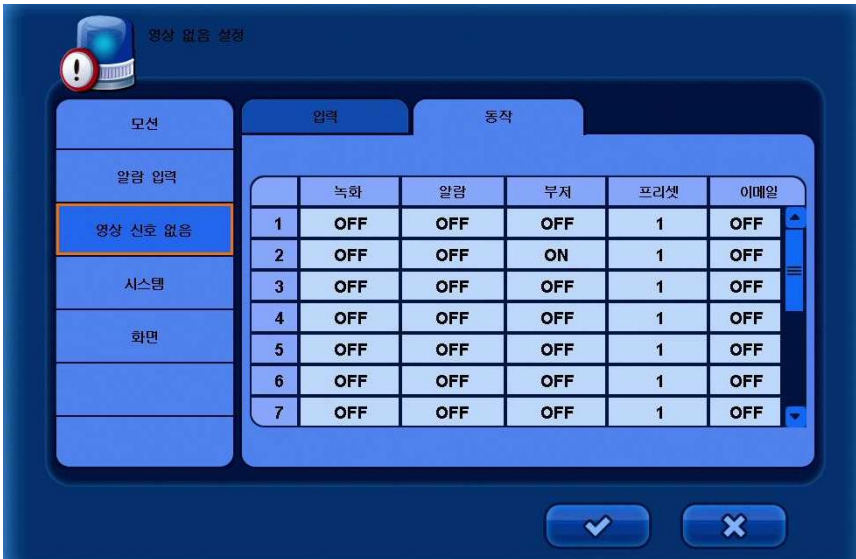 영상 없음 설정
모션
알람 입력
영상 신호 없음
시스템
화면
입력 동작
녹화 알람 부저 프리셋 이메일
1 OFF OFF OFF 1 OFF
2 OFF OFF ON 1 OFF
3 OFF OFF OFF 1 OFF
4 OFF OFF OFF 1 OFF
5 OFF OFF OFF 1 OFF
6 OFF OFF OFF 1 OFF
7 OFF OFF OFF 1 OFF